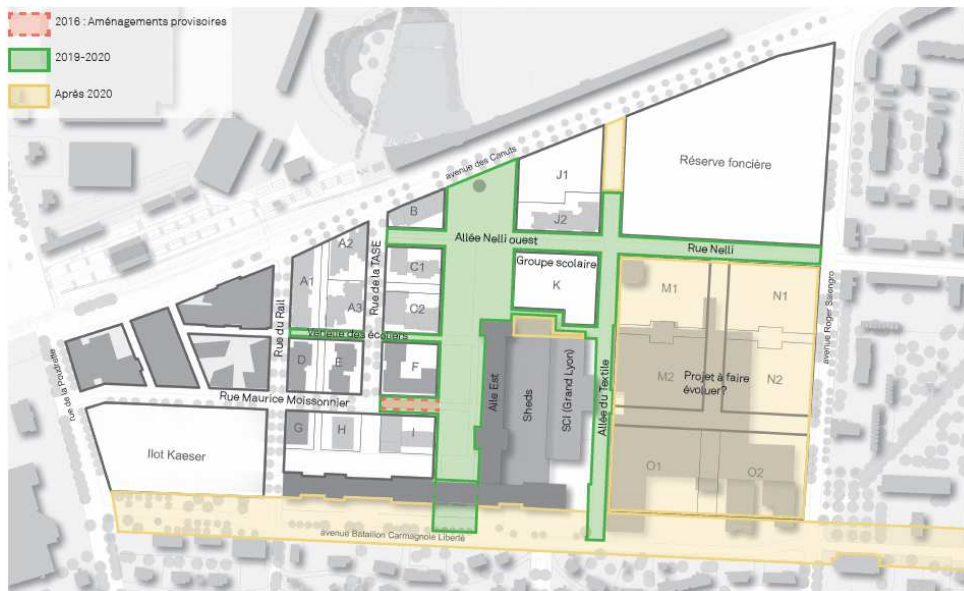 2016 : Aménagements provisoires
2019-2020
Après 2020
avenue des Canuts
Réserve foncière
J1
J2
B
A2
A1
A3
Rue de la TASE
C1
C2
Allée Nelli ouest
Rue Nelli
Groupe scolaire
K
M1
N1
avenue Roger Salengro
Rue du Rail
Venelle des écoliers
D
E
F
Aile Est
Sheds
SCI (Grand Lyon)
Allée du Textile
M2
Projet à faire
évoluer?
N2
rue de la Poudrette
Rue Maurice Moissonnier
G
H
I
Ilot Kaeser
O1
O2
avenue Bataillon Carmagnole Liberté